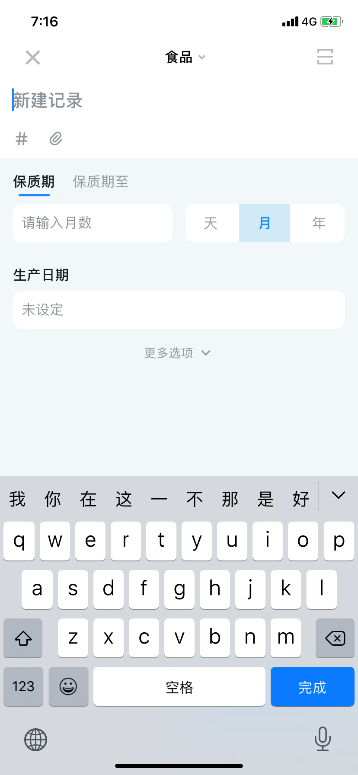 7:16 4G
食品
新建记录
#
保质期 保质期至
请输入月数 天 月 年
生产日期
未设定
更多选项
我 你 在 这 一 不 那 是 好
q w e r t y u i o p
a s d f g h j k l
z x c v b n m
123 空格 完成